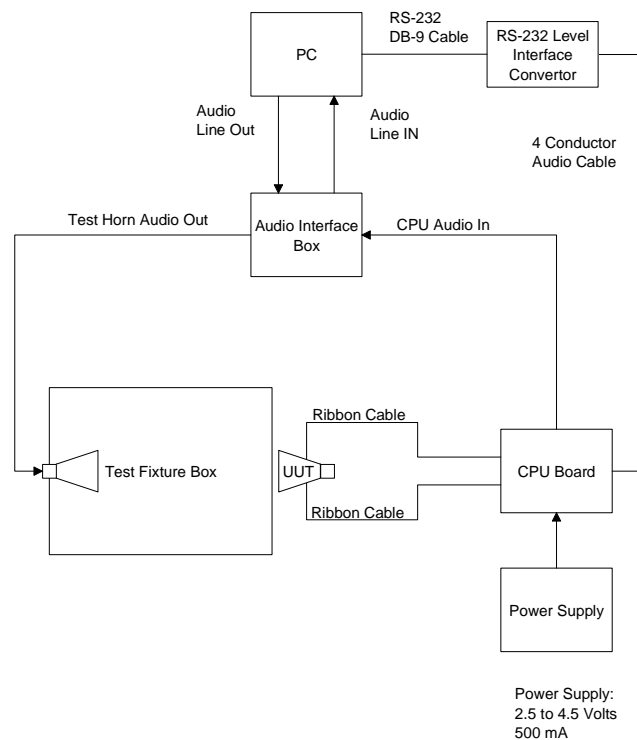 RS-232
DB-9 Cable
PC
RS-232 Level
Interface
Convertor
Audio
Line Out
Audio
Line IN
4 Conductor
Audio Cable
Test Horn Audio Out
Audio Interface
Box
CPU Audio In
Ribbon Cable
Test Fixture Box
UUT
CPU Board
Ribbon Cable
Power Supply
Power Supply:
2.5 to 4.5 Volts
500 mA